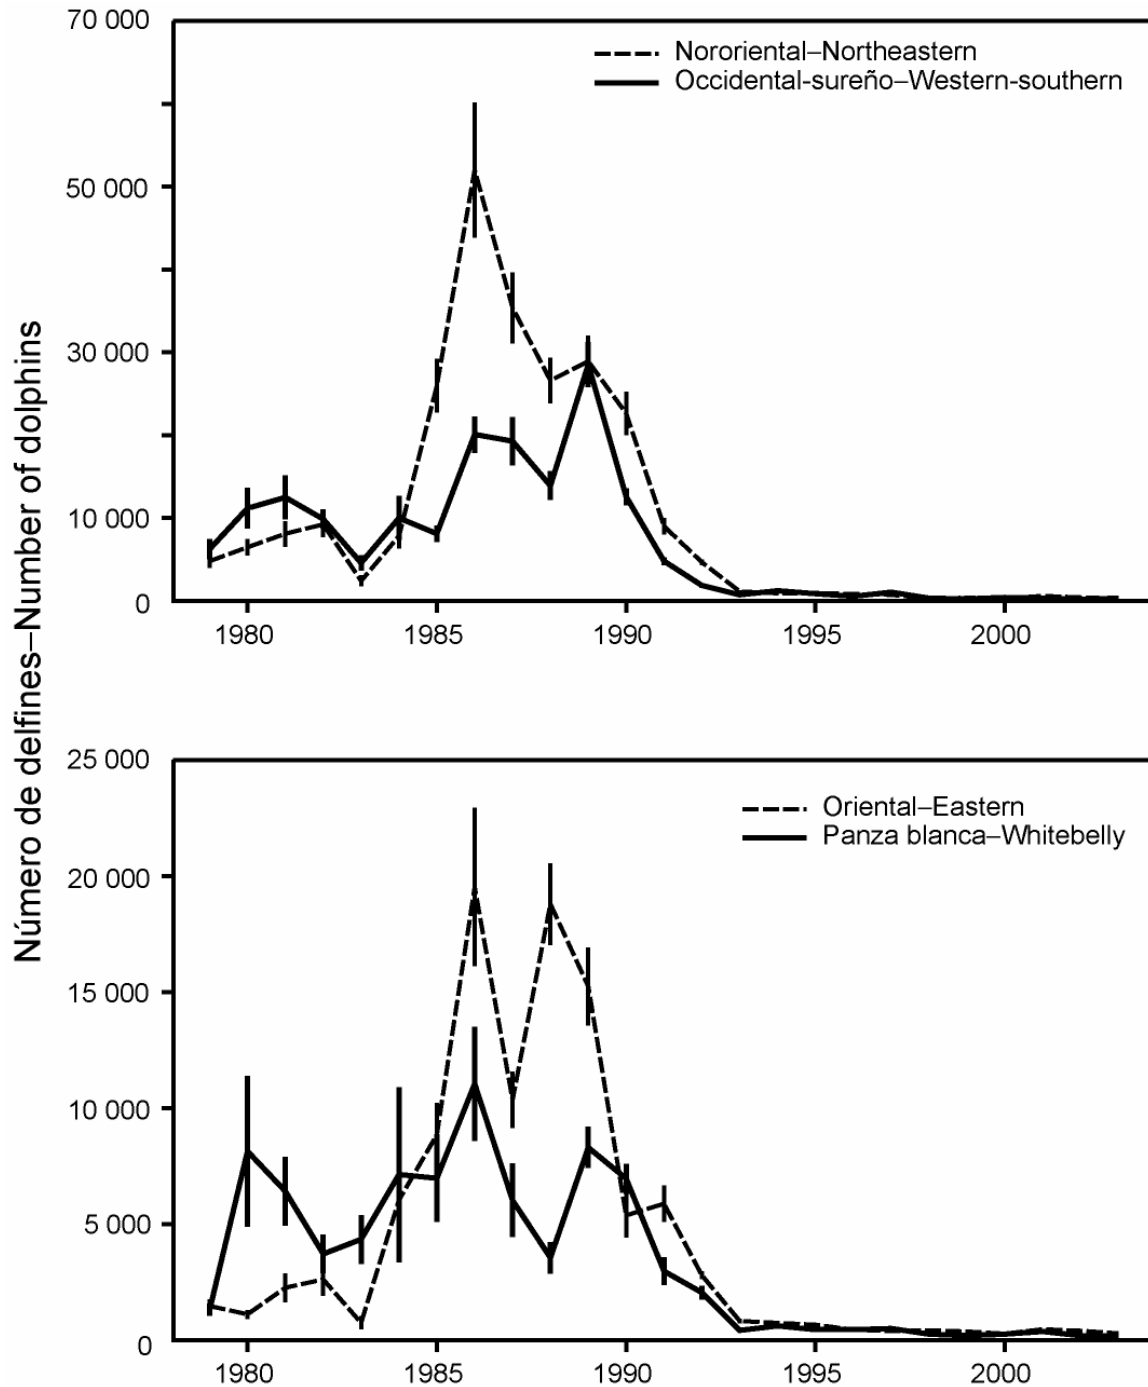 Número de delfines–Number of dolphins
70 000
50 000
30 000
10 000
0
Nororiental–Northeastern
Occidental-sureño–Western-southern
1980 1985 1990 1995 2000
25 000
20 000
15 000
10 000
5 000
0
Oriental–Eastern
Panza blanca–Whitebelly
1980 1985 1990 1995 2000